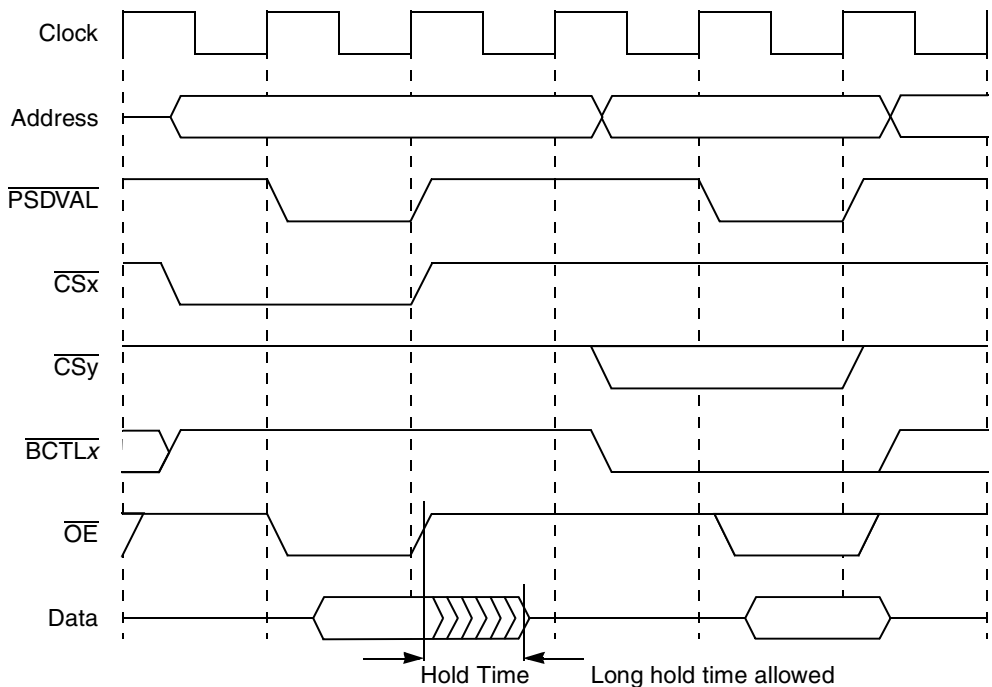 Clock
Address
PSDVAL
CSx
CSy
BCTLx
OE
Data
Hold Time
Long hold time allowed